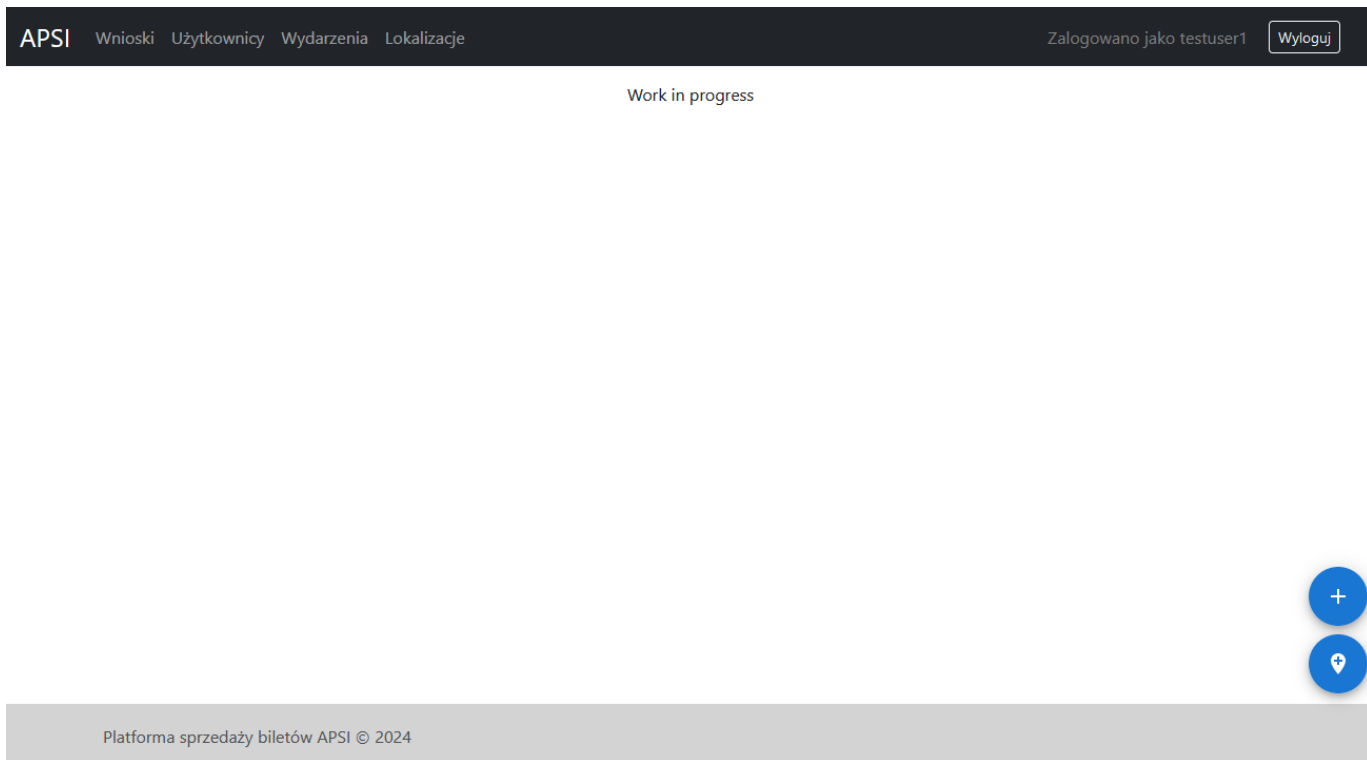 APSI Wnioski Użytkownicy Wydarzenia Lokalizacje Zalogowano jako testuser1 Wyloguj
Work in progress
Platforma sprzedaży biletów APSI © 2024